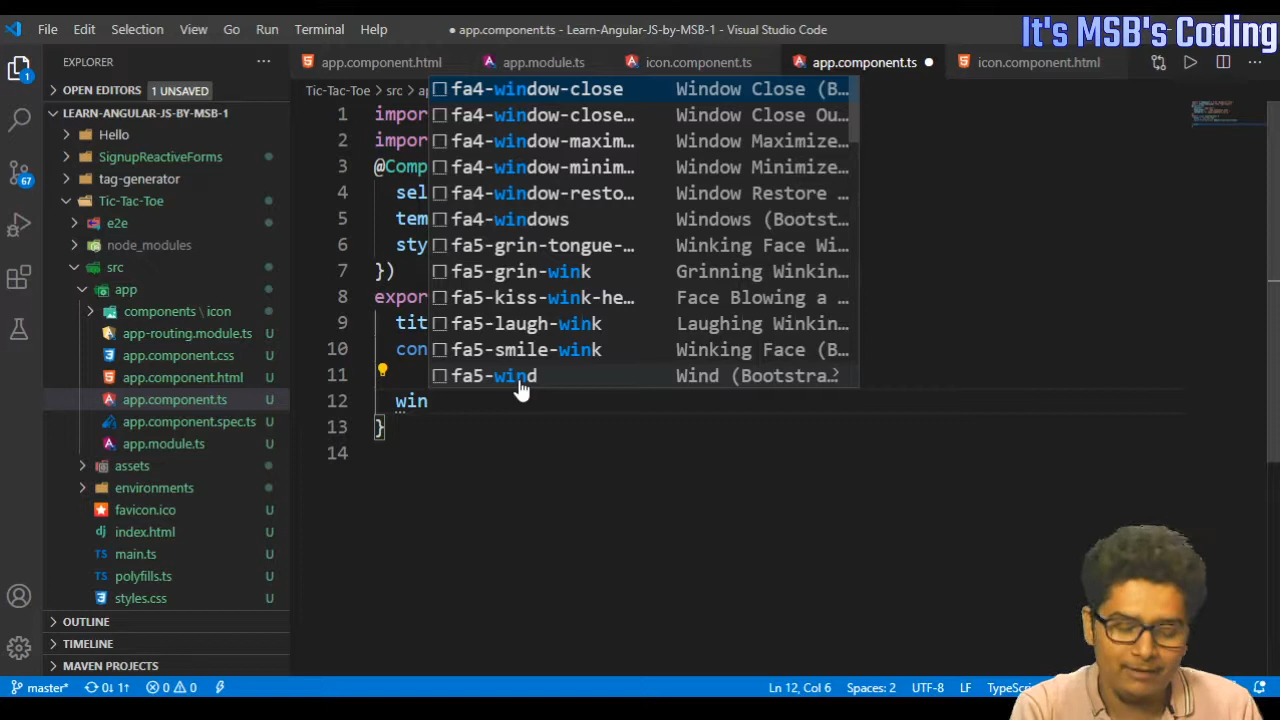 It's MSB's Coding
File Edit Selection View Go Run Terminal Help
app.component.ts - Learn-Angular-JS-by-MSB-1 - Visual Studio Code
EXPLORER
app.component.html
app.module.ts
icon.component.ts
app.component.ts
icon.component.html
OPEN EDITORS 1 UNSAVED
Tic-Tac-Toe > src >
LEARN-ANGULAR-JS-BY-MSB-1
Hello
SignupReactiveForms
tag-generator
Tic-Tac-Toe
e2e
node_modules
src
app
components \ icon
app-routing.module.ts
app.component.css
app.component.html
app.component.ts U
app.component.spec.ts U
app.module.ts U
assets
environments
favicon.ico U
index.html U
main.ts U
polyfills.ts U
styles.css U
OUTLINE
TIMELINE
MAVEN PROJECTS
1 impor
2 impor
3 @Comp
4 sel
5 tem
6 sty
7 })
8 expor
9 tit
10 con
11
12 win
13 }
14
fa4-window-close Window Close (B...
fa4-window-close... Window Close Ou...
fa4-window-maxim... Window Maximize...
fa4-window-minim... Window Minimize...
fa4-window-resto... Window Restore ...
fa4-windows Windows (Bootst...
fa5-grin-tongue-... Winking Face Wi...
fa5-grin-wink Grinning Winkin...
fa5-kiss-wink-he... Face Blowing a ...
fa5-laugh-wink Laughing Winkin...
fa5-smile-wink Winking Face (B...
fa5-wind Wind (Bootstra...
1
67
U
U
U
master* 0↓ 1↑ 0 0
Ln 12, Col 6 Spaces: 2 UTF-8 LF